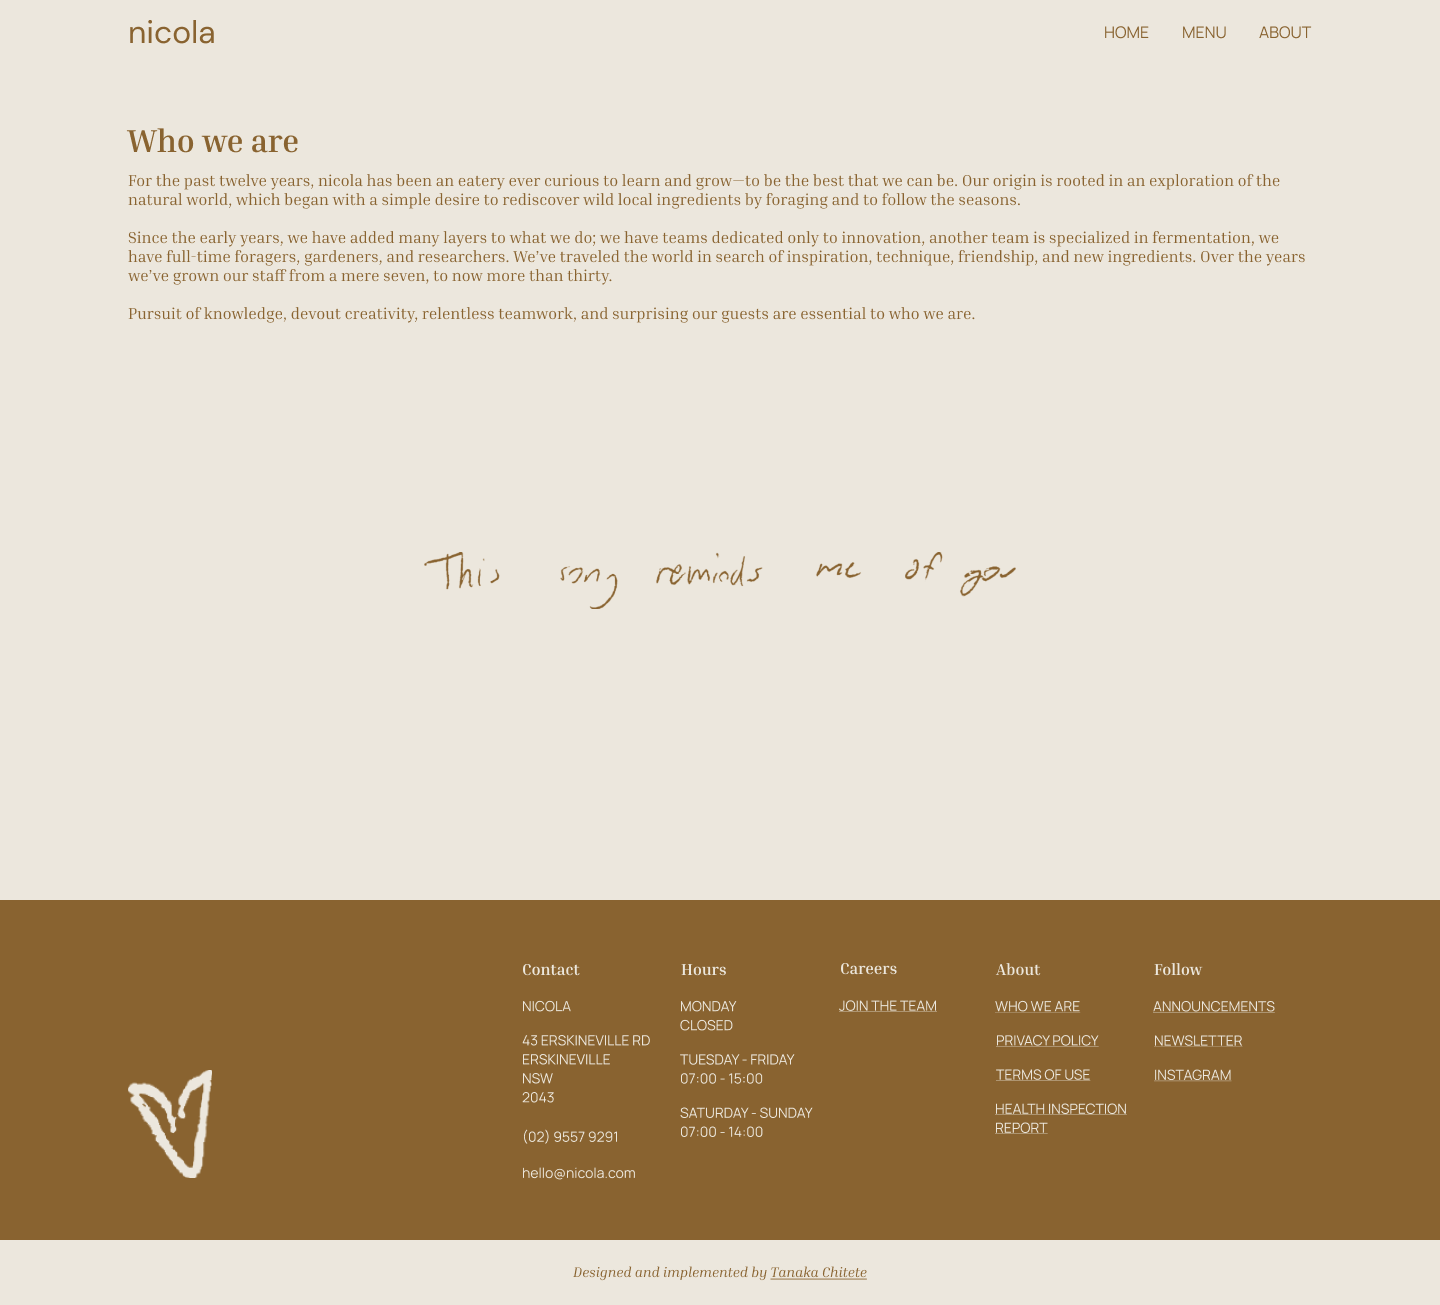 nicola
HOME MENU ABOUT
Who we are
For the past twelve years, nicola has been an eatery ever curious to learn and grow—to be the best that we can be. Our origin is rooted in an exploration of the
natural world, which began with a simple desire to rediscover wild local ingredients by foraging and to follow the seasons.
Since the early years, we have added many layers to what we do; we have teams dedicated only to innovation, another team is specialized in fermentation, we
have full-time foragers, gardeners, and researchers. We’ve traveled the world in search of inspiration, technique, friendship, and new ingredients. Over the years
we’ve grown our staff from a mere seven, to now more than thirty.
Pursuit of knowledge, devout creativity, relentless teamwork, and surprising our guests are essential to who we are.
This song reminds me of you
Contact
NICOLA
43 ERSKINEVILLE RD
ERSKINEVILLE
NSW
2043
(02) 9557 9291
hello@nicola.com
Hours
MONDAY
CLOSED
TUESDAY - FRIDAY
07:00 - 15:00
SATURDAY - SUNDAY
07:00 - 14:00
Careers
JOIN THE TEAM
About
WHO WE ARE
PRIVACY POLICY
TERMS OF USE
HEALTH INSPECTION
REPORT
Follow
ANNOUNCEMENTS
NEWSLETTER
INSTAGRAM
Designed and implemented by Tanaka Chitete